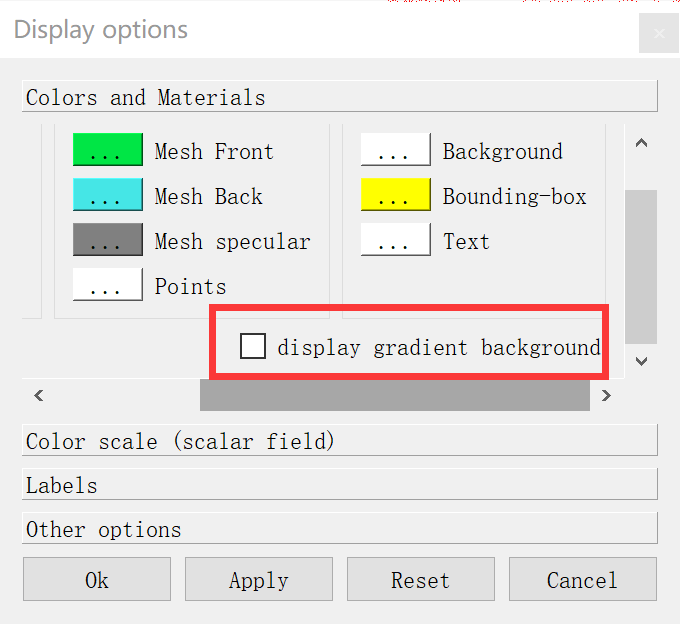 Display options
Colors and Materials
... Mesh Front
... Background
... Mesh Back
... Bounding-box
... Mesh specular
... Text
... Points
display gradient background
Color scale (scalar field)
Labels
Other options
Ok Apply Reset Cancel